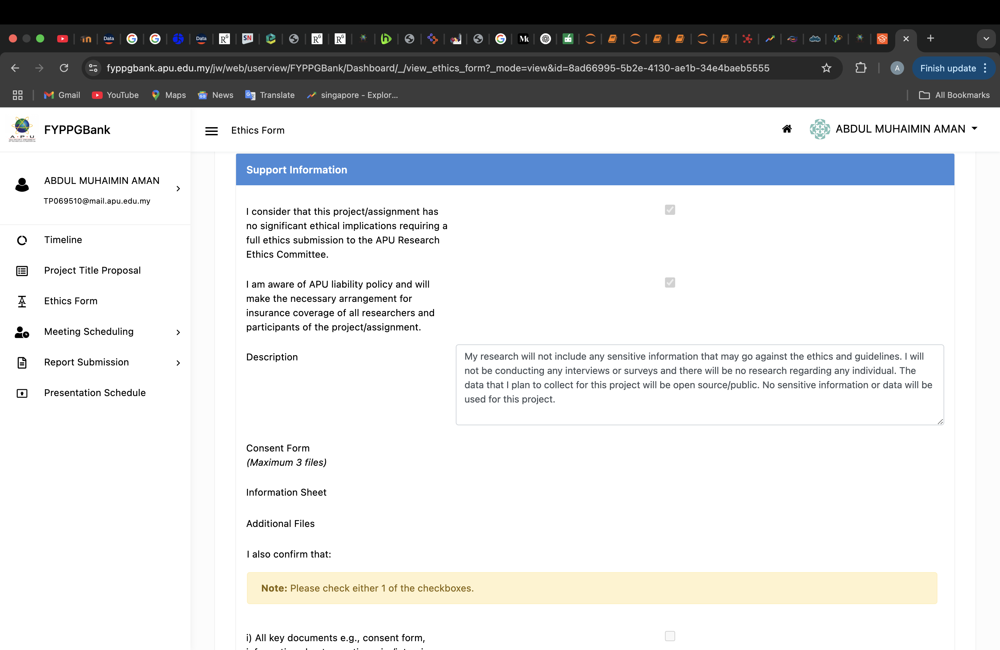 Data
Data
SN
fyppgbank.apu.edu.my/jw/web/userview/FYPPGBank/Dashboard/_/view_ethics_form?_mode=view&id=8ad66995-5b2e-4130-ae1b-34e4baeb5555
A
Finish update
Gmail
YouTube
Maps
News
Translate
singapore - Explor...
All Bookmarks
A·P·U
FYPPGBank
Ethics Form
ABDUL MUHAIMIN AMAN
ABDUL MUHAIMIN AMAN
TP069510@mail.apu.edu.my
Timeline
Project Title Proposal
Ethics Form
Meeting Scheduling
Report Submission
Presentation Schedule
Support Information
I consider that this project/assignment has
no significant ethical implications requiring a
full ethics submission to the APU Research
Ethics Committee.
I am aware of APU liability policy and will
make the necessary arrangement for
insurance coverage of all researchers and
participants of the project/assignment.
Description
My research will not include any sensitive information that may go against the ethics and guidelines. I will
not be conducting any interviews or surveys and there will be no research regarding any individual. The
data that I plan to collect for this project will be open source/public. No sensitive information or data will be
used for this project.
Consent Form
(Maximum 3 files)
Information Sheet
Additional Files
I also confirm that:
Note: Please check either 1 of the checkboxes.
i) All key documents e.g., consent form,